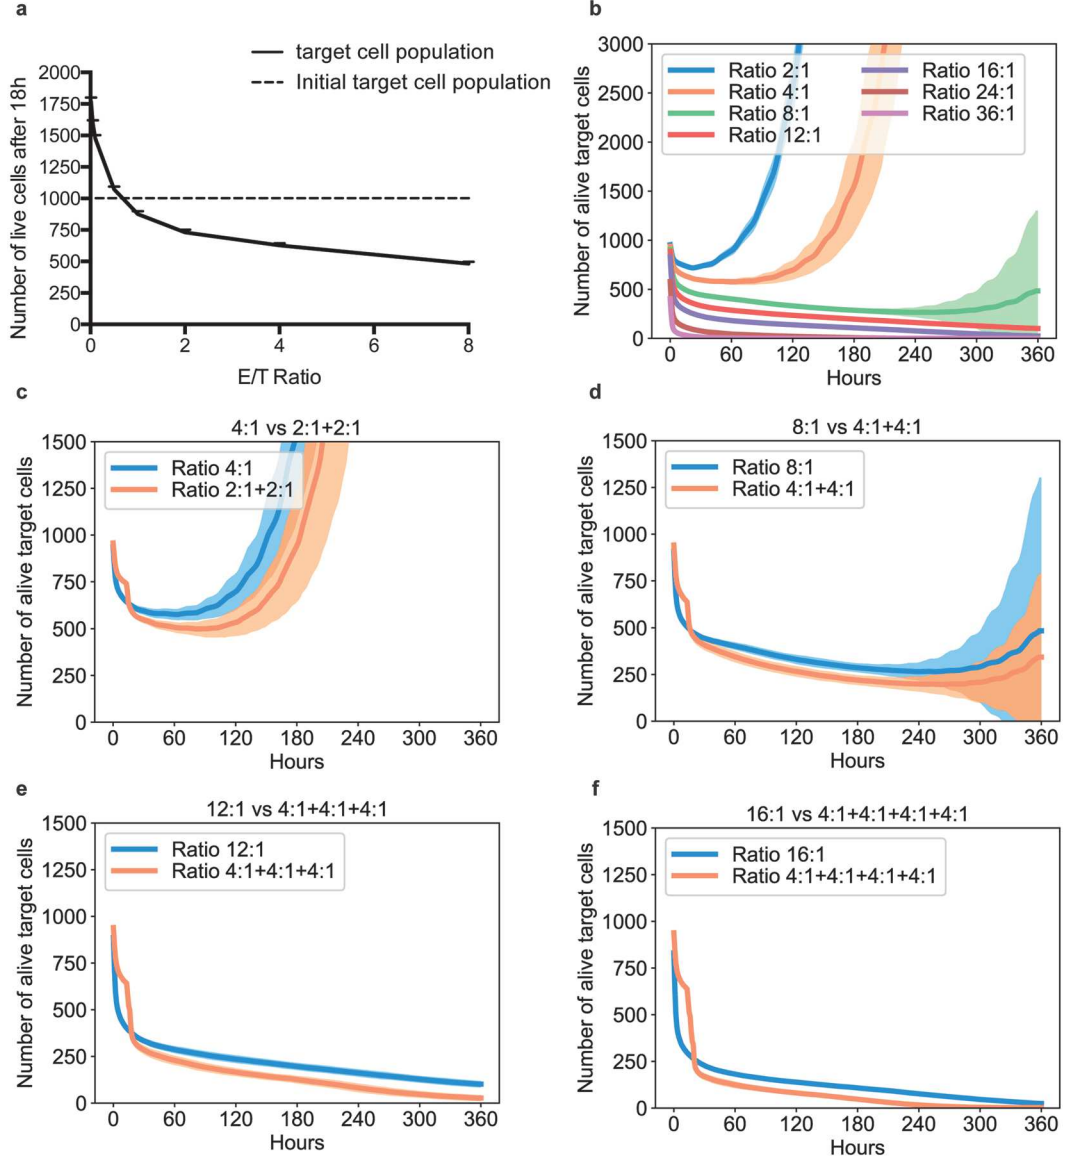 a
target cell population
Initial target cell population
Number of live cells after 18h
2000
1750
1500
1250
1000
750
500
250
0
0 2 4 6 8
E/T Ratio
b
Ratio 2:1
Ratio 4:1
Ratio 8:1
Ratio 12:1
Ratio 16:1
Ratio 24:1
Ratio 36:1
Number of alive target cells
3000
2500
2000
1500
1000
500
0
0 60 120 180 240 300 360
Hours
c
4:1 vs 2:1+2:1
Ratio 4:1
Ratio 2:1+2:1
Number of alive target cells
1500
1250
1000
750
500
250
0
0 60 120 180 240 300 360
Hours
d
8:1 vs 4:1+4:1
Ratio 8:1
Ratio 4:1+4:1
Number of alive target cells
1500
1250
1000
750
500
250
0
0 60 120 180 240 300 360
Hours
e
12:1 vs 4:1+4:1+4:1
Ratio 12:1
Ratio 4:1+4:1+4:1
Number of alive target cells
1500
1250
1000
750
500
250
0
0 60 120 180 240 300 360
Hours
f
16:1 vs 4:1+4:1+4:1+4:1
Ratio 16:1
Ratio 4:1+4:1+4:1+4:1
Number of alive target cells
1500
1250
1000
750
500
250
0
0 60 120 180 240 300 360
Hours